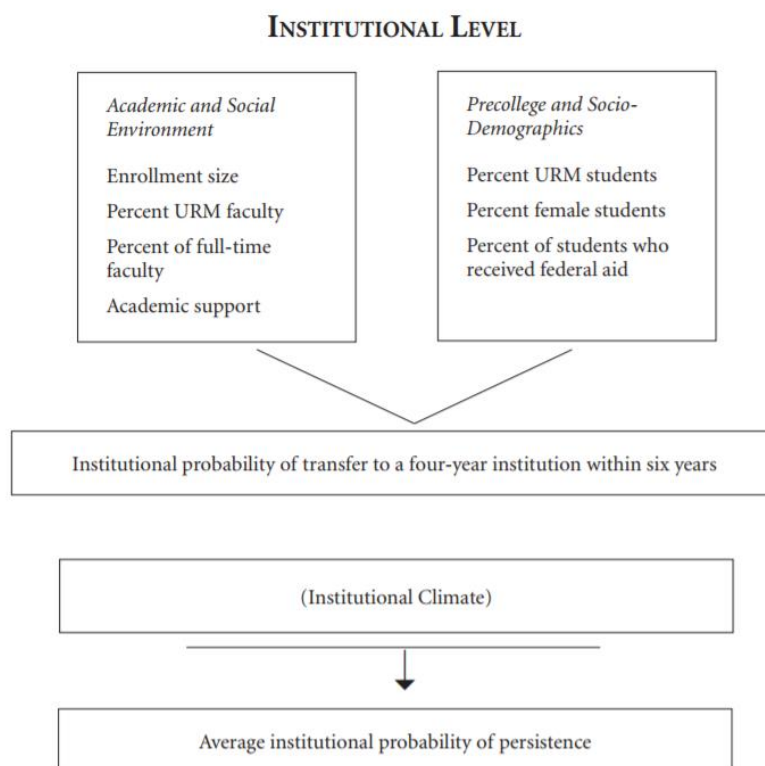 INSTITUTIONAL LEVEL
Academic and Social
Environment
Enrollment size
Percent URM faculty
Percent of full-time
faculty
Academic support
Precollege and Socio-
Demographics
Percent URM students
Percent female students
Percent of students who
received federal aid
Institutional probability of transfer to a four-year institution within six years
(Institutional Climate)
Average institutional probability of persistence